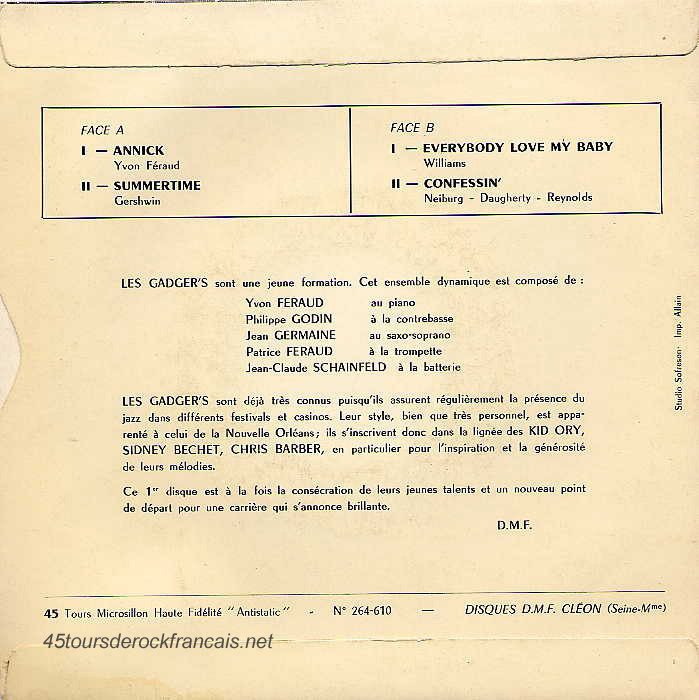 FACE A
I — ANNICK
Yvon Féraud
II — SUMMERTIME
Gershwin
FACE B
I — EVERYBODY LOVE MY BABY
Williams
II — CONFESSIN'
Neiburg - Daugherty - Reynolds
LES GADGER'S sont une jeune formation. Cet ensemble dynamique est composé de :
Yvon FERAUD au piano
Philippe GODIN à la contrebasse
Jean GERMAINE au saxo-soprano
Patrice FERAUD à la trompette
Jean-Claude SCHAINFELD à la batterie
LES GADGER'S sont déjà très connus puisqu'ils assurent régulièrement la présence du
jazz dans différents festivals et casinos. Leur style, bien que très personnel, est appa-
renté à celui de la Nouvelle Orléans ; ils s'inscrivent donc dans la lignée des KID ORY,
SIDNEY BECHET, CHRIS BARBER, en particulier pour l'inspiration et la générosité
de leurs mélodies.
Ce 1er disque est à la fois la consécration de leurs jeunes talents et un nouveau point
de départ pour une carrière qui s'annonce brillante.
D.M.F.
Studio Sofreson - Imp. Allain
45 Tours Microsillon Haute Fidélité "Antistatic" - N° 264-610 — DISQUES D.M.F. CLÉON (Seine-Mme)
45toursderockfrancais.net